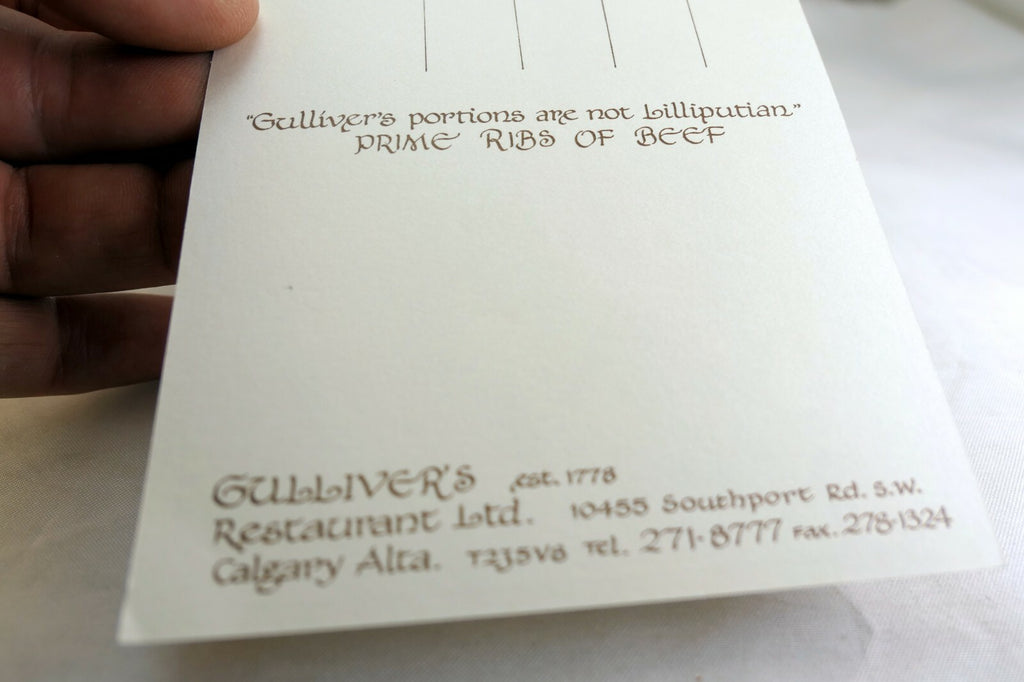 "Gulliver's portions are not Lilliputian"
PRIME RIBS OF BEEF
GULLIVER'S est. 1778
Restaurant Ltd. 10455 Southport Rd. S.W.
Calgary Alta. Tel. 271-8777 Fax. 278-1324